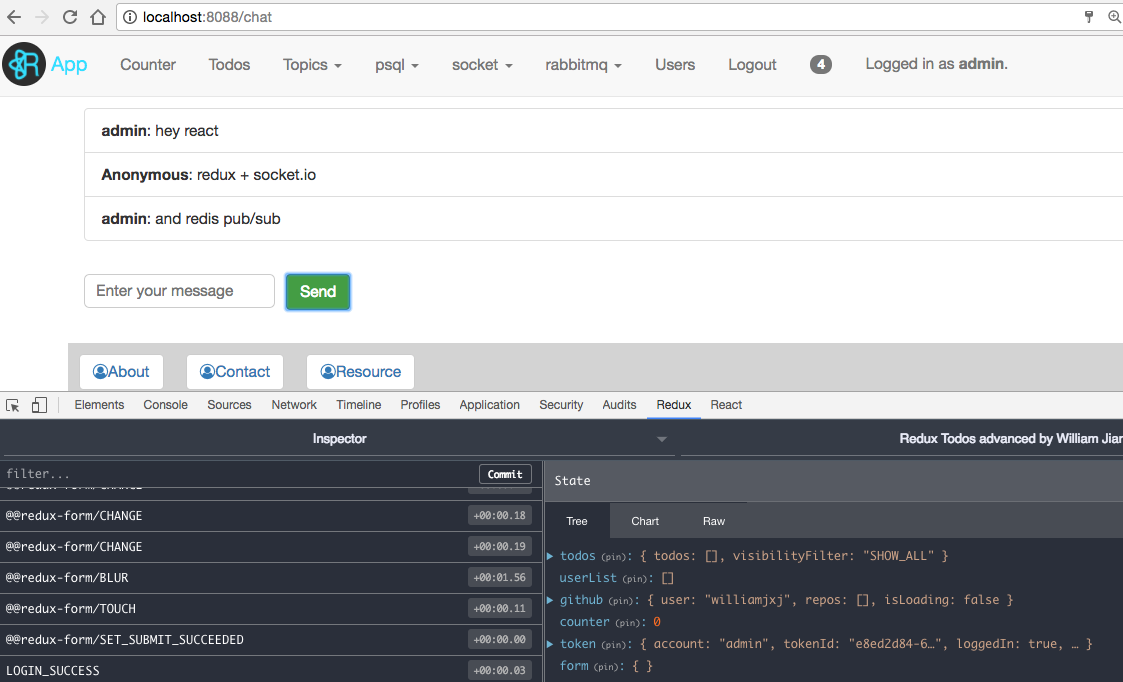 localhost:8088/chat
App Counter Todos Topics psql socket rabbitmq Users Logout 4 Logged in as admin.
admin: hey react
Anonymous: redux + socket.io
admin: and redis pub/sub
Enter your message Send
About Contact Resource
Elements Console Sources Network Timeline Profiles Application Security Audits Redux React
Inspector Redux Todos advanced by William Jian
filter... Commit
State
@@redux-form/CHANGE
@@redux-form/CHANGE +00:00.18
Tree Chart Raw
@@redux-form/CHANGE +00:00.19
todos (pin): { todos: [], visibilityFilter: "SHOW_ALL" }
@@redux-form/BLUR +00:01.56
userList (pin): []
github (pin): { user: "williamjxj", repos: [], isLoading: false }
@@redux-form/TOUCH +00:00.11
counter (pin): 0
@@redux-form/SET_SUBMIT_SUCCEEDED +00:00.00
token (pin): { account: "admin", tokenId: "e8ed2d84-6…", loggedIn: true, … }
form (pin): { }
LOGIN_SUCCESS +00:00.03